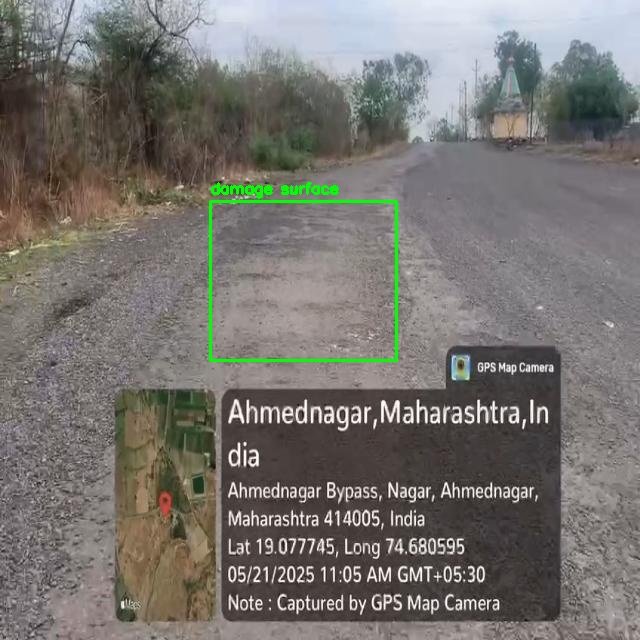 damage surface
GPS Map Camera
Ahmednagar,Maharashtra,In
dia
Ahmednagar Bypass, Nagar, Ahmednagar,
Maharashtra 414005, India
Lat 19.077745, Long 74.680595
05/21/2025 11:05 AM GMT+05:30
Note : Captured by GPS Map Camera
Maps